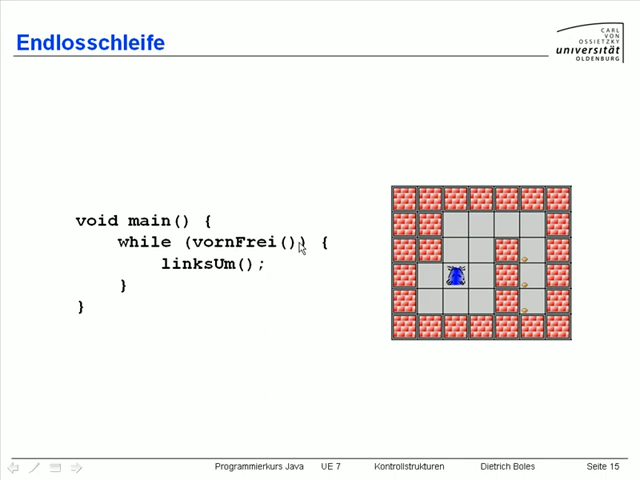 Endlosschleife
CARL
VON
OSSIETZKY
universität
OLDENBURG
void main() {
while (vornFrei()) {
linksUm();
}
}
Programmierkurs Java UE 7 Kontrollstrukturen Dietrich Boles Seite 15